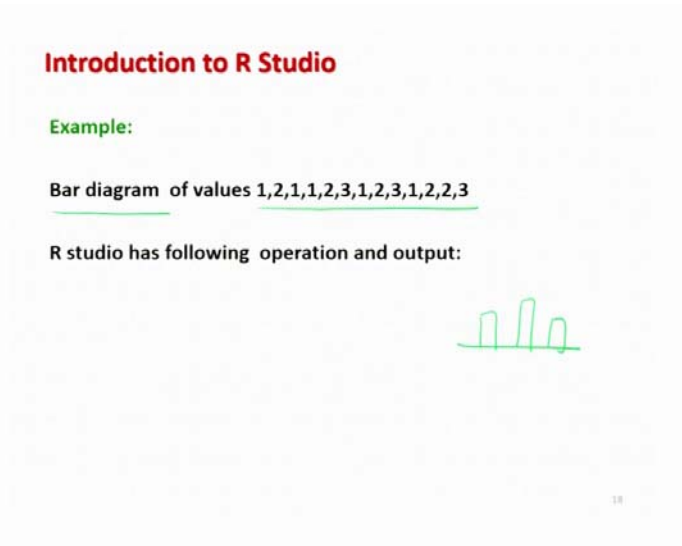 Introduction to R Studio
Example:
Bar diagram of values 1,2,1,1,2,3,1,2,3,1,2,2,3
R studio has following operation and output:
18